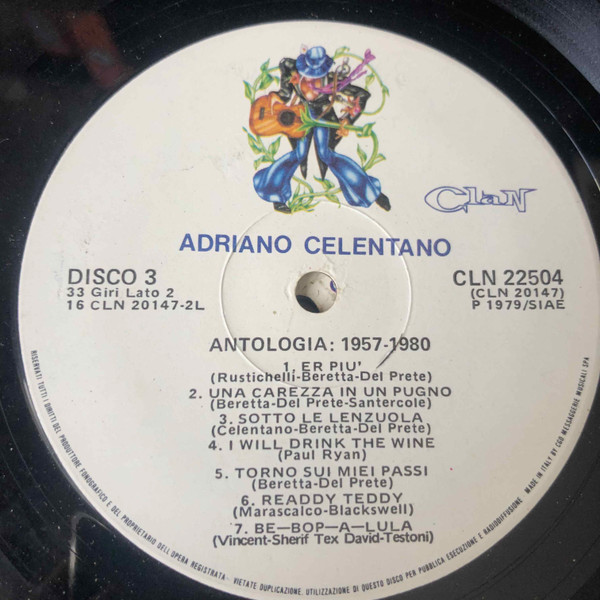 Clan
ADRIANO CELENTANO
DISCO 3
33 Giri Lato 2
16 CLN 20147-2L
CLN 22504
(CLN 20147)
P 1979/SIAE
ANTOLOGIA: 1957-1980
1. ER PIU'
(Rustichelli-Beretta-Del Prete)
2. UNA CAREZZA IN UN PUGNO
(Beretta-Del Prete-Santercole)
3. SOTTO LE LENZUOLA
(Celentano-Beretta-Del Prete)
4. I WILL DRINK THE WINE
(Paul Ryan)
5. TORNO SUI MIEI PASSI
(Beretta-Del Prete)
6. READDY TEDDY
(Marascalco-Blackswell)
7. BE—BOP—A—LULA
(Vincent-Sherif Tex David-Testoni)
RISERVATI TUTTI I DIRITTI DEL PRODUTTORE FONOGRAFICO E DEL PROPRIETARIO DELL'OPERA REGISTRATA - VIETATE DUPLICAZIONE, UTILIZZAZIONE DI QUESTO DISCO PER PUBBLICA ESECUZIONE E RADIODIFFUSIONE - MADE IN ITALY BY CGD MESSAGGERIE MUSICALI SPA